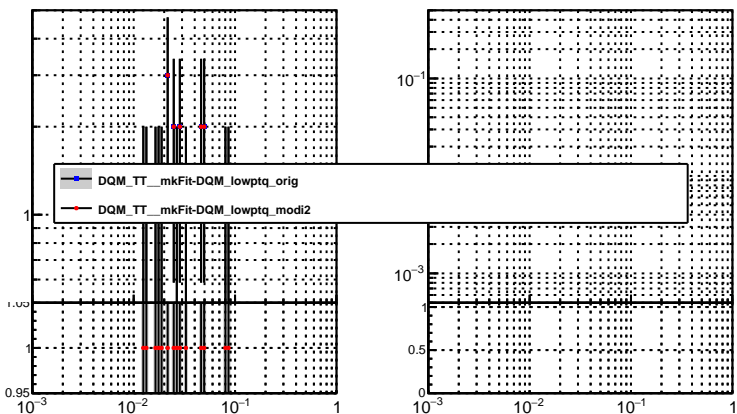 10⁻¹
DQM_TT__mkFit-DQM_lowptq_orig
DQM_TT__mkFit-DQM_lowptq_modi2
1
10⁻³
1.05
1
1
0.5
0.95
0
10⁻³ 10⁻² 10⁻¹ 1
10⁻³ 10⁻² 10⁻¹ 1